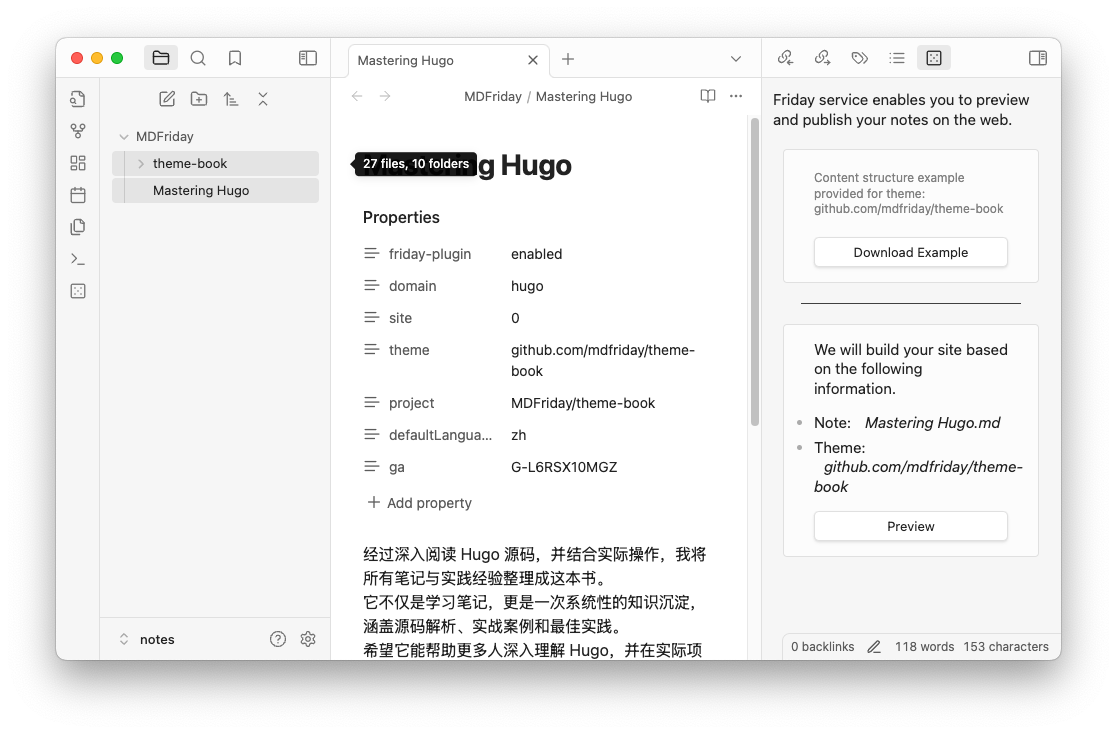 Mastering Hugo
MDFriday / Mastering Hugo
MDFriday
theme-book
Mastering Hugo
notes
27 files, 10 folders
Mastering Hugo
Properties
friday-plugin enabled
domain hugo
site 0
theme github.com/mdfriday/theme-
book
project MDFriday/theme-book
defaultLangua... zh
ga G-L6RSX10MGZ
Add property
经过深入阅读 Hugo 源码，并结合实际操作，我将
所有笔记与实践经验整理成这本书。
它不仅是学习笔记，更是一次系统性的知识沉淀，
涵盖源码解析、实战案例和最佳实践。
希望它能帮助更多人深入理解 Hugo，并在实际项
Friday service enables you to preview
and publish your notes on the web.
Content structure example
provided for theme:
github.com/mdfriday/theme-book
Download Example
We will build your site based
on the following
information.
Note: Mastering Hugo.md
Theme:
github.com/mdfriday/theme-
book
Preview
0 backlinks 118 words 153 characters